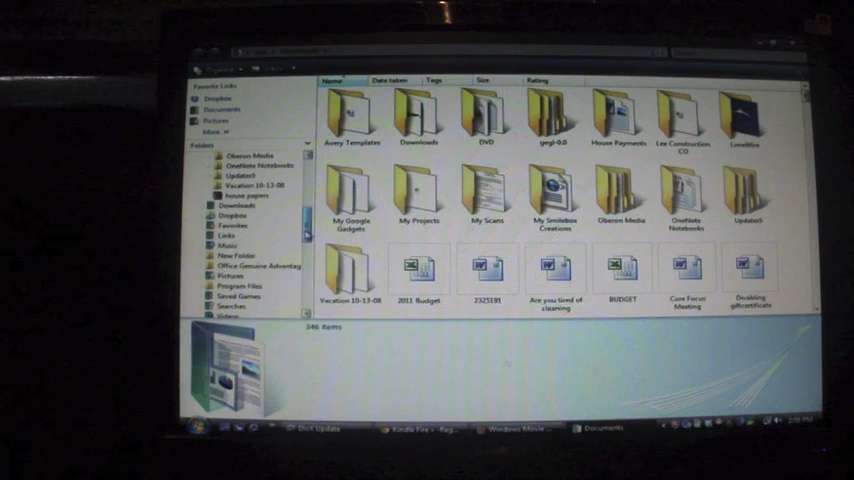 Organize
Name Date taken Tags Size Rating
Favorite Links
Dropbox
Documents
Pictures
More »
Folders
Oberon Media
OneNote Notebooks
Updater5
Vacation 10-13-08
house papers
Downloads
Dropbox
Favorites
Links
Music
New Folder
Office Genuine Advantag
Pictures
Program Files
Saved Games
Searches
Videos
Avery Templates Downloads DVD gegl-0.0 House Payments Lee Construction CO LimeWire
My Google Gadgets My Projects My Scans My Smilebox Creations Oberon Media OneNote Notebooks Updater5
Vacation 10-13-08 2011 Budget 2325191 Are you tired of cleaning BUDGET Core Focus Meeting Disabling giftcertificate
346 items
DivX Update Kindle Fire - Reg... Windows Movie ... Documents